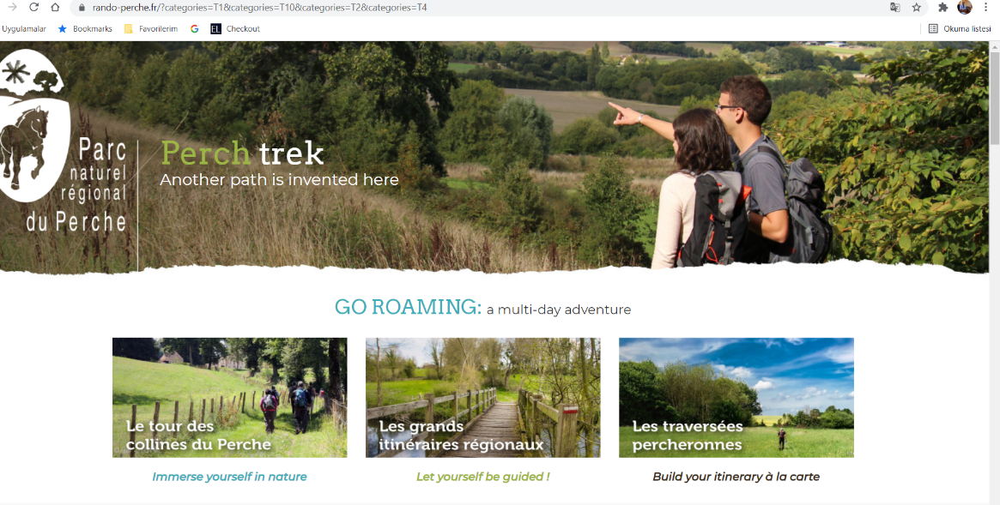 rando-perche.fr/?categories=T1&categories=T10&categories=T2&categories=T4
Uygulamalar
Bookmarks
Favorilerim
EL
Checkout
Okuma listesi
Parc
naturel
régional
du Perche
Perch trek
Another path is invented here
GO ROAMING: a multi-day adventure
Le tour des
collines du Perche
Les grands
itinéraires régionaux
Les traversées
percheronnes
Immerse yourself in nature
Let yourself be guided !
Build your itinerary à la carte